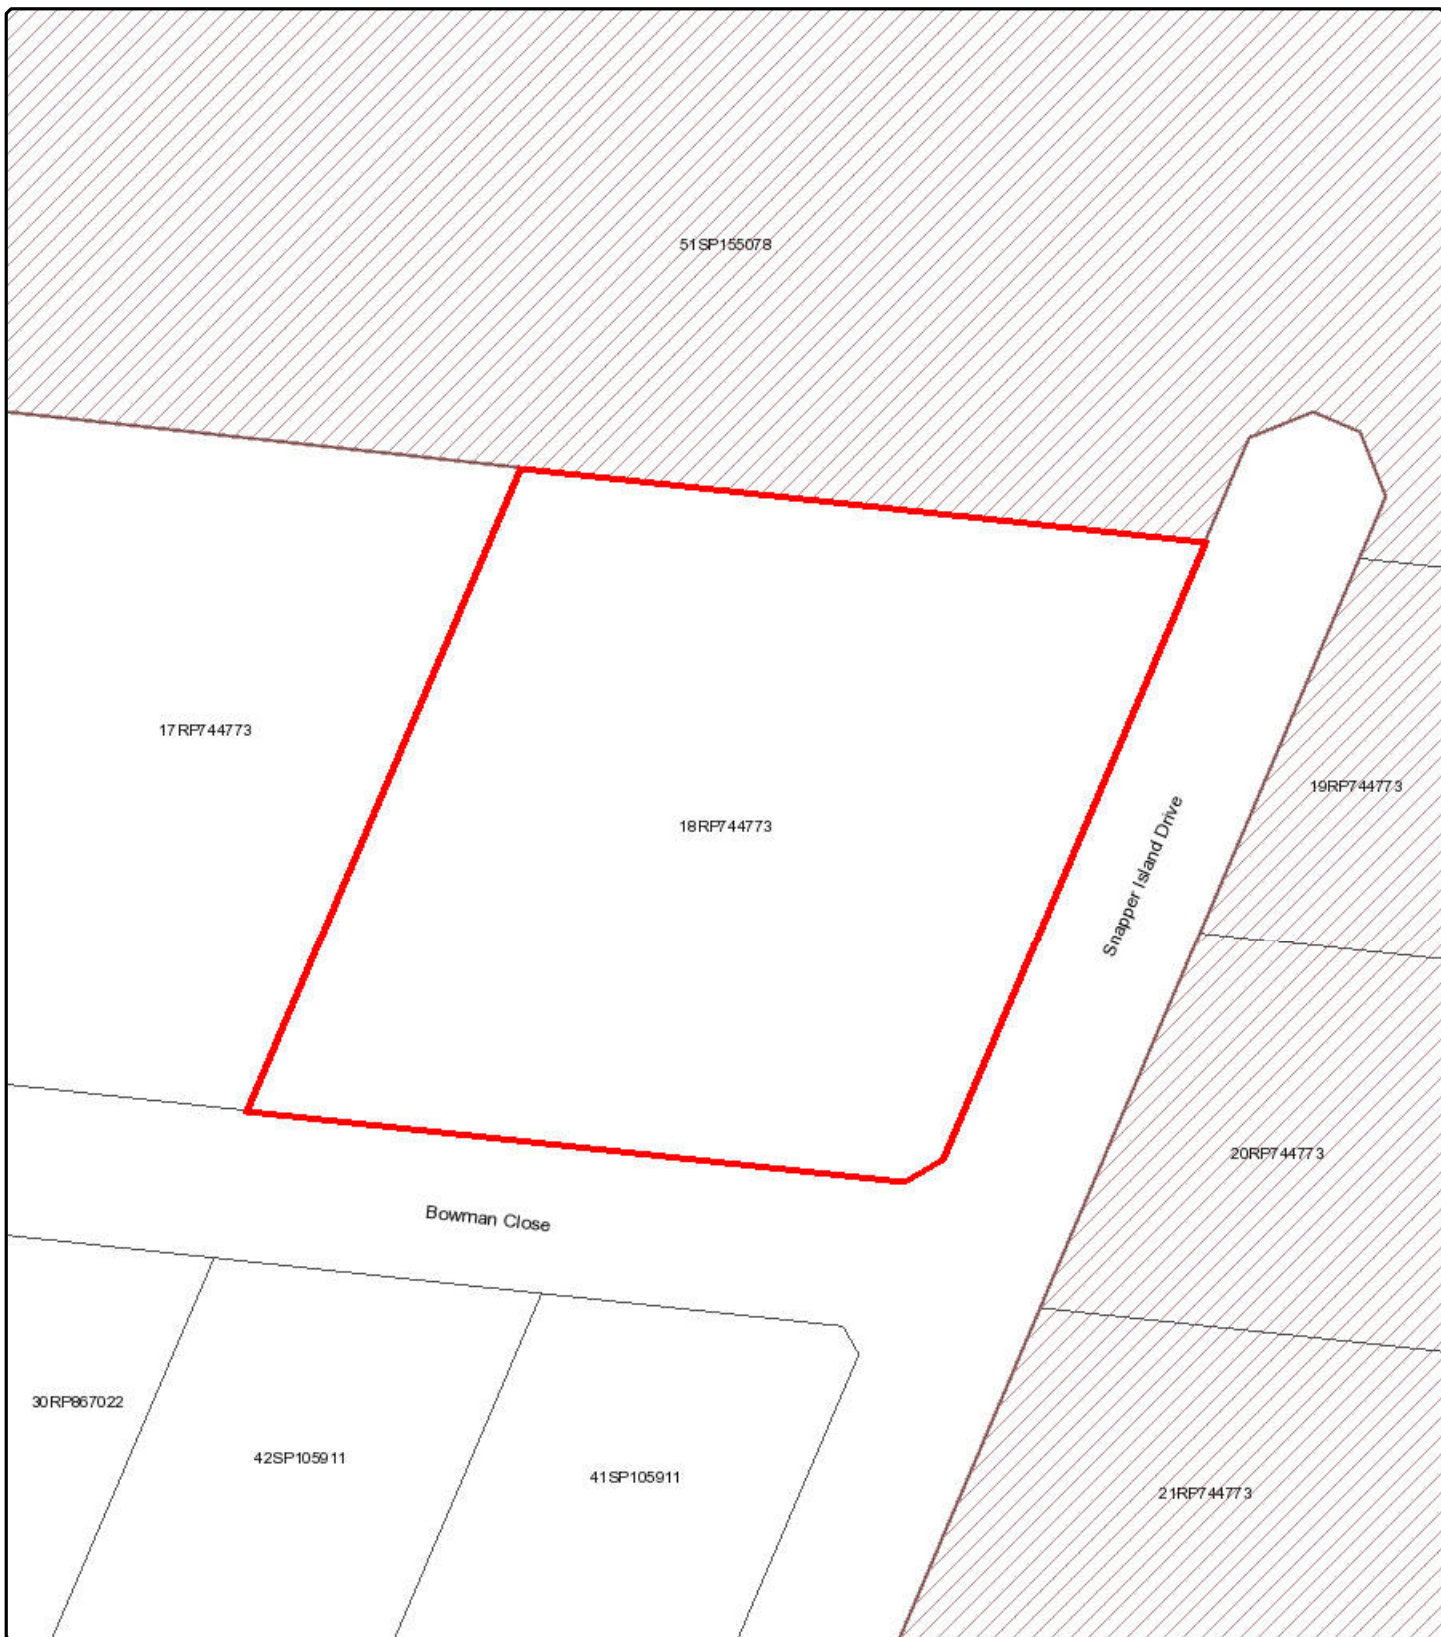 51SP155078
17RP744773
19RP744773
18RP744773
Snapper Island Drive
20RP744773
Bowman Close
30RP867022
42SP105911
41SP105911
21RP744773